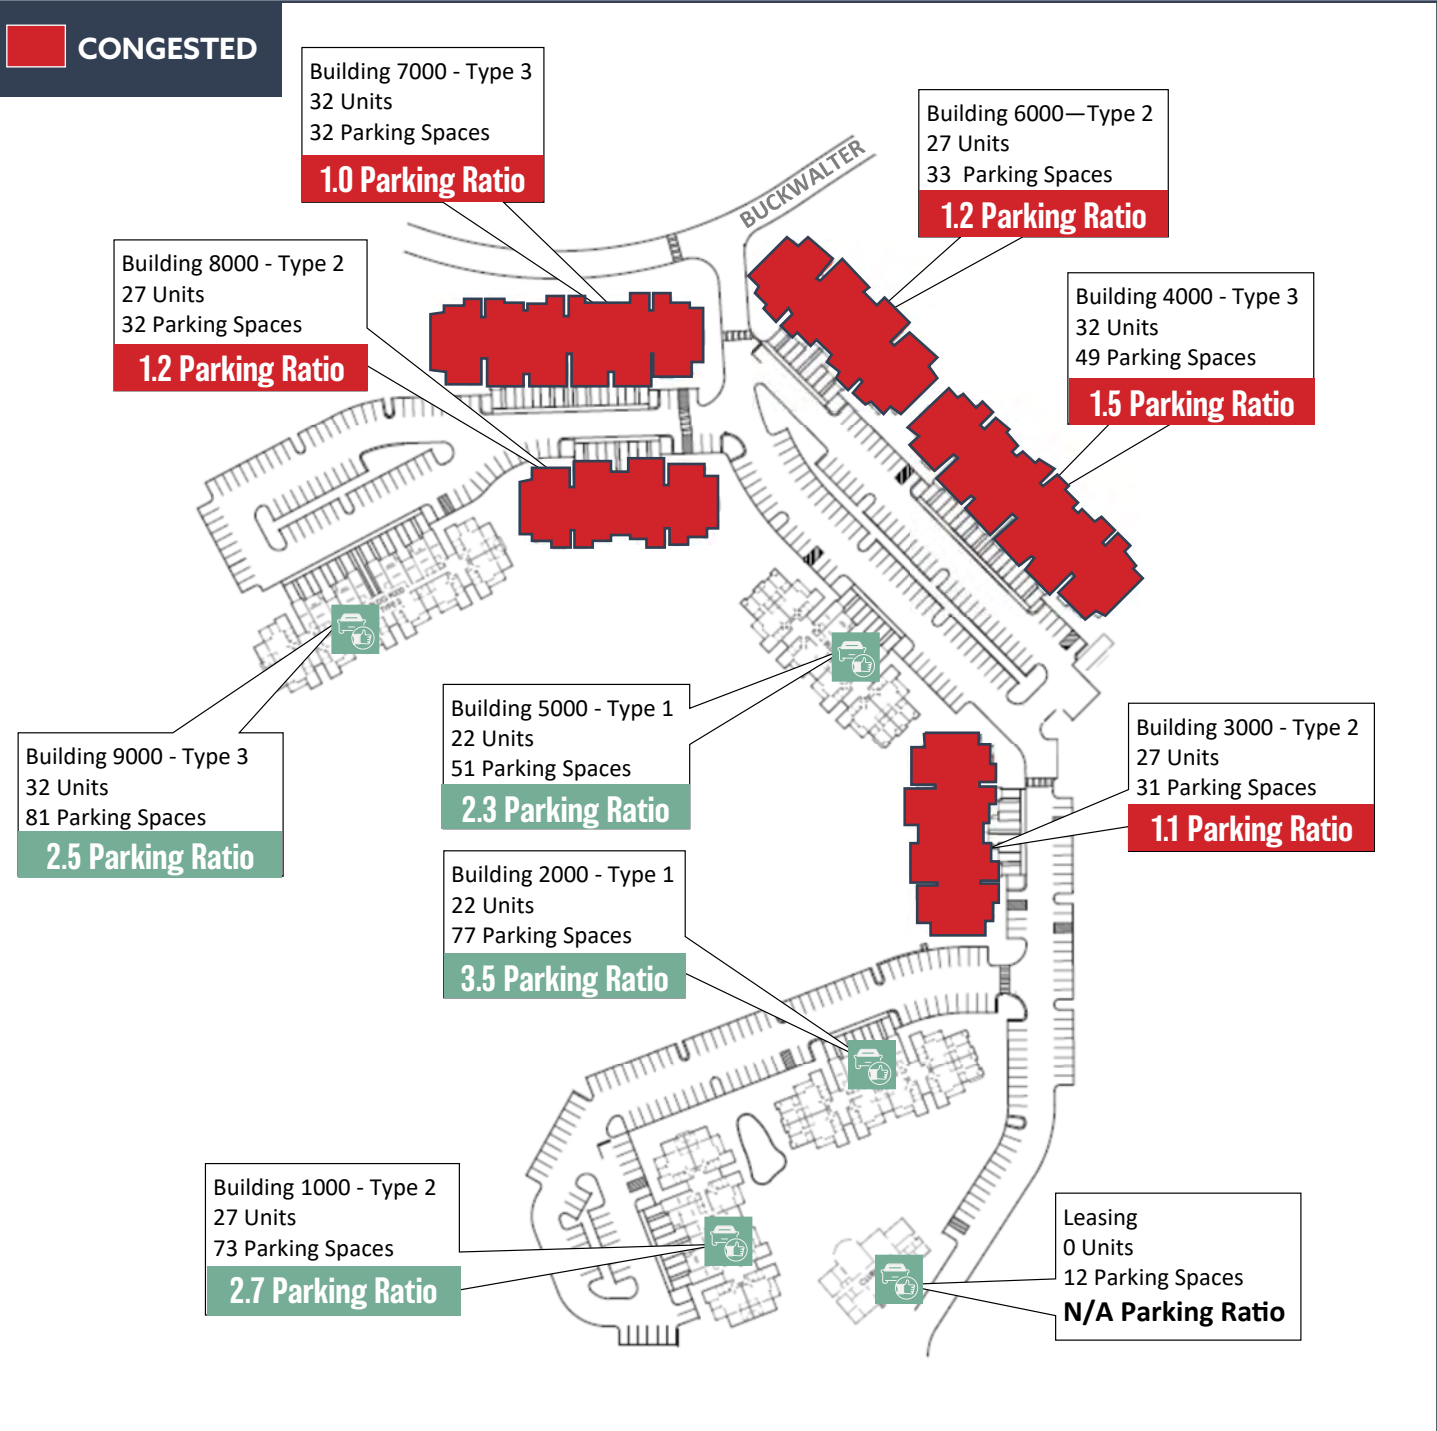 CONGESTED
Building 7000 - Type 3
32 Units
32 Parking Spaces
1.0 Parking Ratio
Building 6000—Type 2
27 Units
33 Parking Spaces
1.2 Parking Ratio
BUCKWALTER
Building 8000 - Type 2
27 Units
32 Parking Spaces
1.2 Parking Ratio
Building 4000 - Type 3
32 Units
49 Parking Spaces
1.5 Parking Ratio
Building 5000 - Type 1
22 Units
51 Parking Spaces
2.3 Parking Ratio
Building 3000 - Type 2
27 Units
31 Parking Spaces
1.1 Parking Ratio
Building 9000 - Type 3
32 Units
81 Parking Spaces
2.5 Parking Ratio
Building 2000 - Type 1
22 Units
77 Parking Spaces
3.5 Parking Ratio
Building 1000 - Type 2
27 Units
73 Parking Spaces
2.7 Parking Ratio
Leasing
0 Units
12 Parking Spaces
N/A Parking Ratio